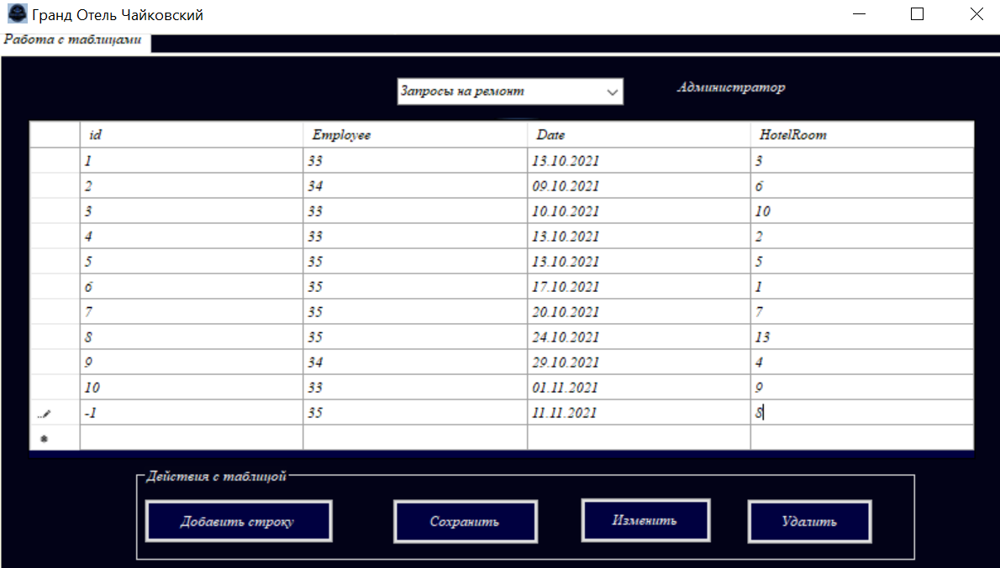 Гранд Отель Чайковский
Работа с таблицами
Запросы на ремонт
Администратор
id Employee Date HotelRoom
1 33 13.10.2021 3
2 34 09.10.2021 6
3 33 10.10.2021 10
4 33 13.10.2021 2
5 35 13.10.2021 5
6 35 17.10.2021 1
7 35 20.10.2021 7
8 35 24.10.2021 13
9 34 29.10.2021 4
10 33 01.11.2021 9
-1 35 11.11.2021 8
Действия с таблицой
Добавить строку Сохранить Изменить Удалить